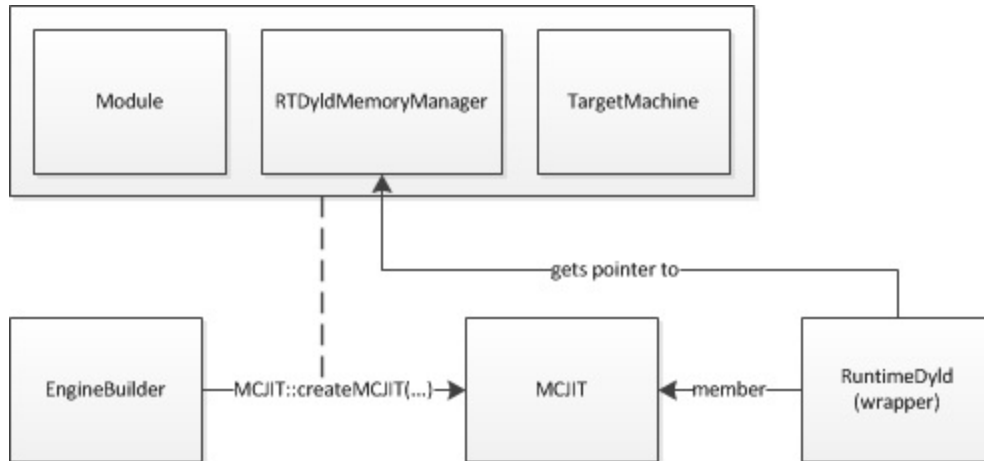 Module
RTDyldMemoryManager
TargetMachine
gets pointer to
EngineBuilder
MCJIT::createMCJIT(...)
MCJIT
member
RuntimeDyld
(wrapper)